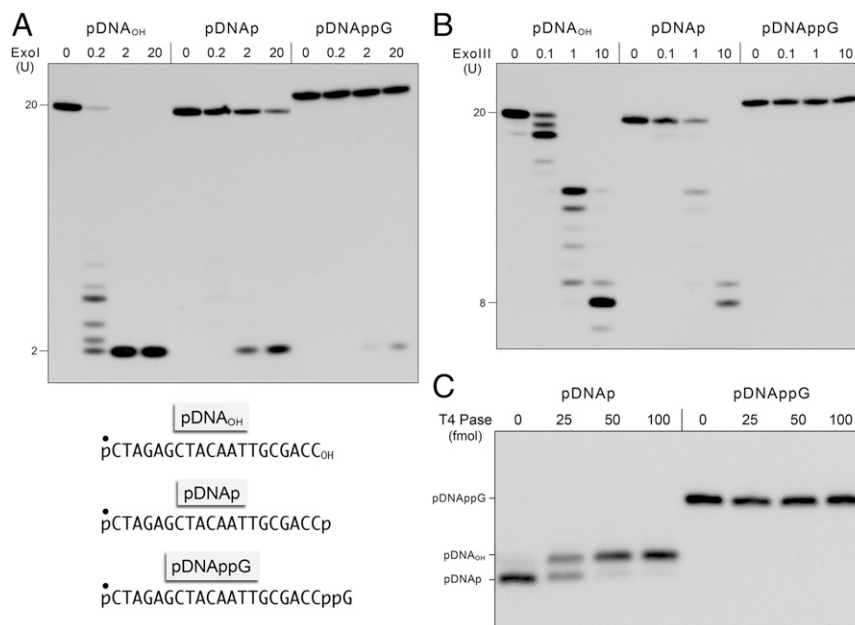 A
pDNAOH pDNAp pDNAppG
ExoI (U) 0 0.2 2 20 0 0.2 2 20 0 0.2 2 20
20
2
pDNAOH
pCTAGAGCTACAATTGCGACCOH
pDNAp
pCTAGAGCTACAATTGCGACCp
pDNAppG
pCTAGAGCTACAATTGCGACCppG
B
pDNAOH pDNAp pDNAppG
ExoIII (U) 0 0.1 1 10 0 0.1 1 10 0 0.1 1 10
20
8
C
pDNAp pDNAppG
T4 Pase (fmol) 0 25 50 100 0 25 50 100
pDNAppG
pDNAOH
pDNAp